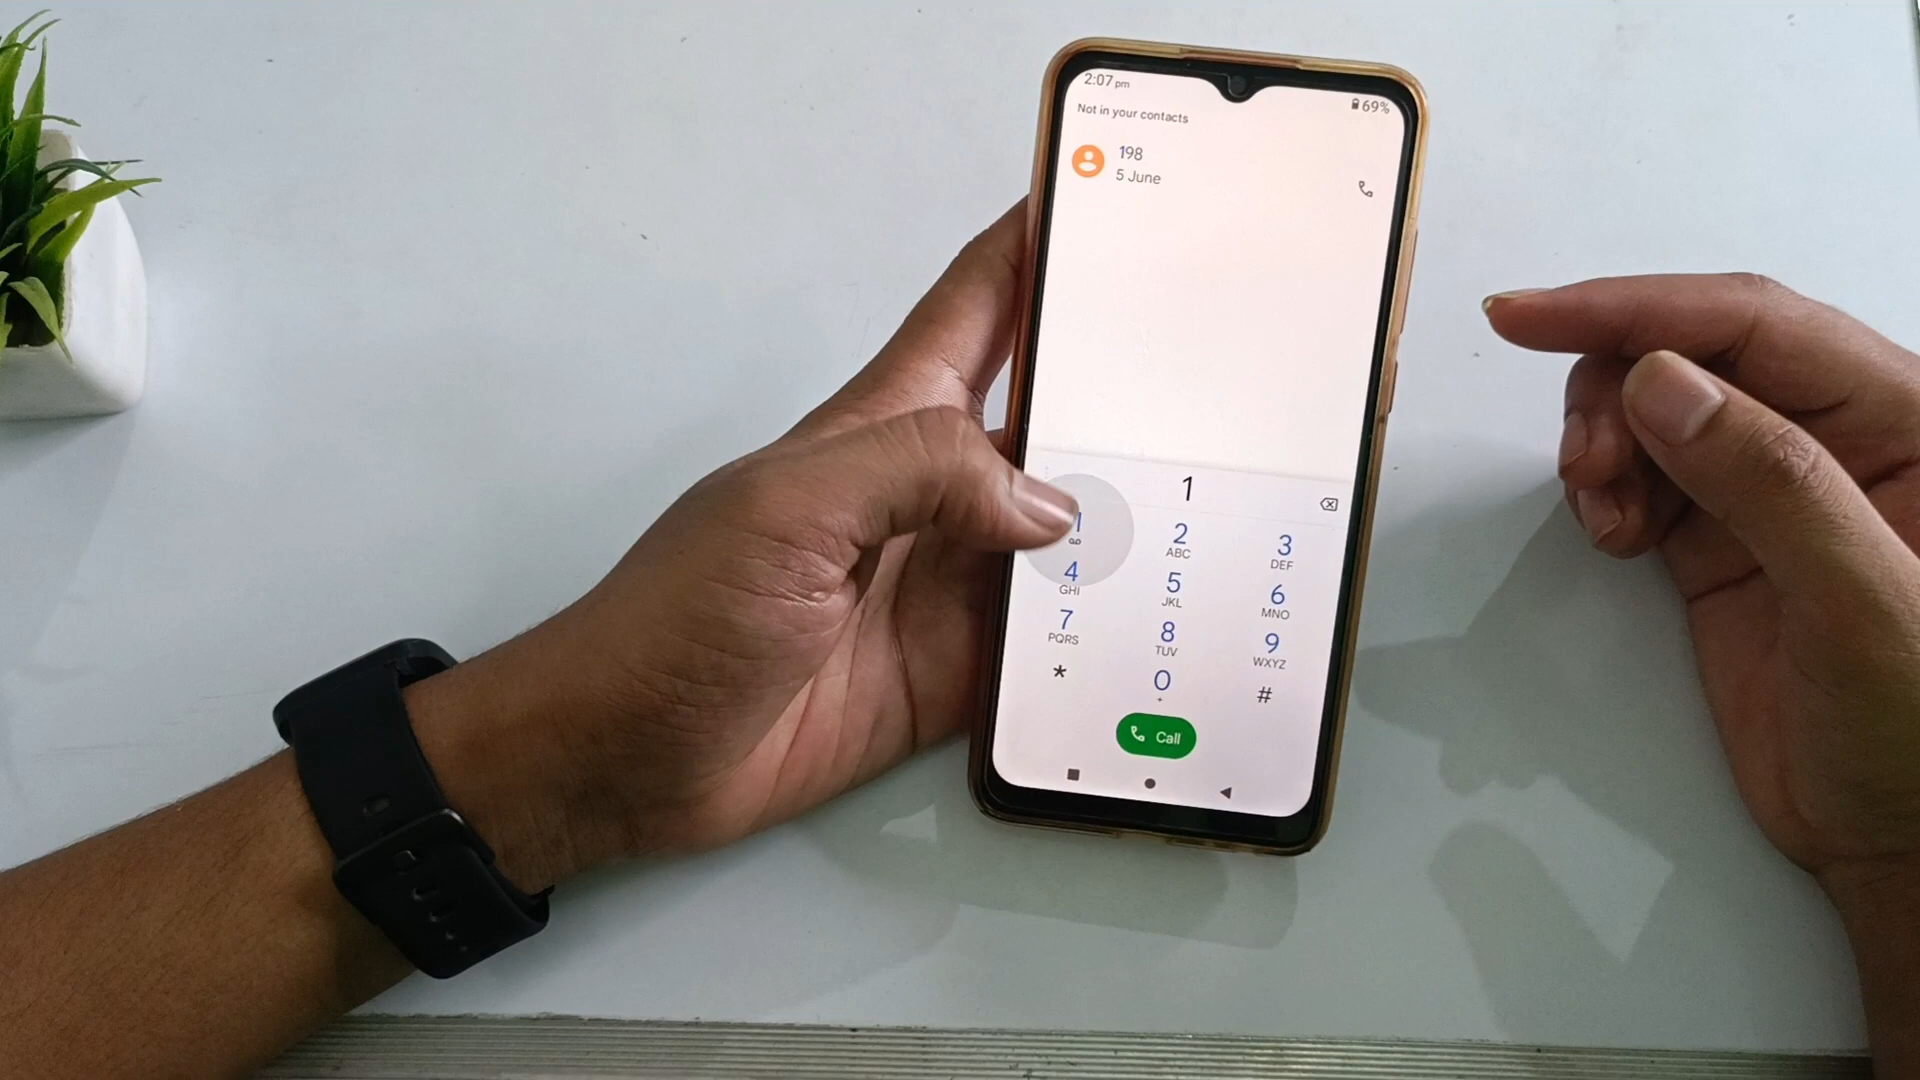 2:07 pm
69%
Not in your contacts
198
5 June
1
1
2
3
ABC
DEF
4
5
6
GHI
JKL
MNO
7
8
9
PQRS
TUV
WXYZ
*
0
#
+
Call